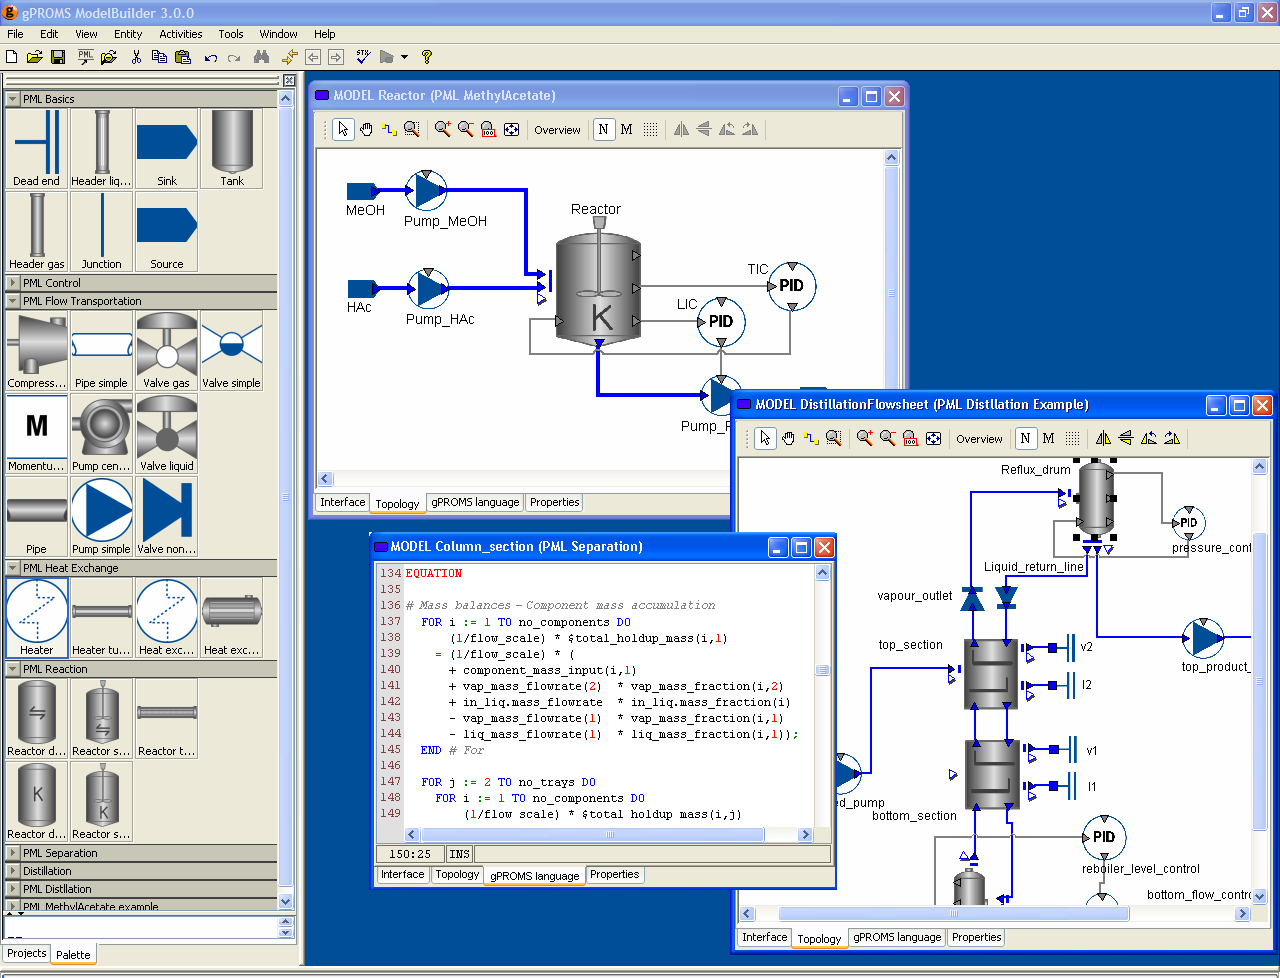 gPROMS ModelBuilder 3.0.0
File Edit View Entity Activities Tools Window Help
PML
STX
PML Basics
Dead end Header liq... Sink Tank
Header gas Junction Source
PML Control
PML Flow Transportation
Compress... Pipe simple Valve gas Valve simple
M
Momentu... Pump cen... Valve liquid
Pipe Pump simple Valve non...
PML Heat Exchange
Heater Heater tu... Heat exc... Heat exc...
PML Reaction
Reactor d... Reactor s... Reactor t...
K K
Reactor d... Reactor s...
PML Separation
Distillation
PML Distllation
PML MethylAcetate example
Projects Palette
MODEL Reactor (PML MethylAcetate)
Overview N M
MeOH
Pump_MeOH
Reactor
HAc
Pump_HAc
K
TIC
PID
LIC
PID
Interface Topology gPROMS language Properties
MODEL Column_section (PML Separation)
134 EQUATION
135
136 # Mass balances - Component mass accumulation
137 FOR i := 1 TO no_components DO
138 (1/flow_scale) * $total_holdup_mass(i,1)
139 = (1/flow_scale) * (
140 + component_mass_input(i,1)
141 + vap_mass_flowrate(2) * vap_mass_fraction(i,2)
142 + in_liq.mass_flowrate * in_liq.mass_fraction(i)
143 - vap_mass_flowrate(1) * vap_mass_fraction(i,1)
144 - liq_mass_flowrate(1) * liq_mass_fraction(i,1));
145 END # For
146
147 FOR j := 2 TO no_trays DO
148 FOR i := 1 TO no_components DO
149 (1/flow_scale) * $total_holdup_mass(i,j)
150:25 INS
Interface Topology gPROMS language Properties
MODEL DistillationFlowsheet (PML Distllation Example)
Overview N M
Reflux_drum
PID
pressure_cont
Liquid_return_line
vapour_outlet
top_section
v2
top_product_
l2
v1
l1
ed_pump
bottom_section
PID
reboiler_level_control
bottom_flow_contro
Interface Topology gPROMS language Properties